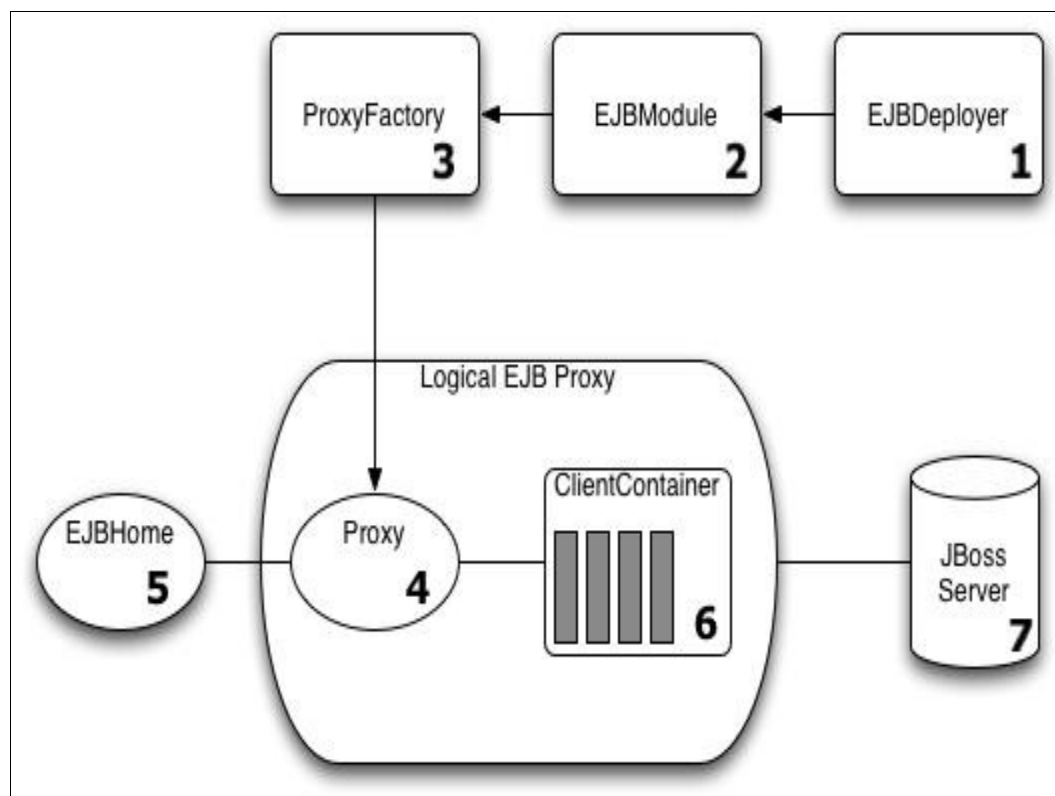 ProxyFactory
3
EJBModule
2
EJBDeployer
1
Logical EJB Proxy
EJBHome
5
Proxy
4
ClientContainer
6
JBoss
Server
7